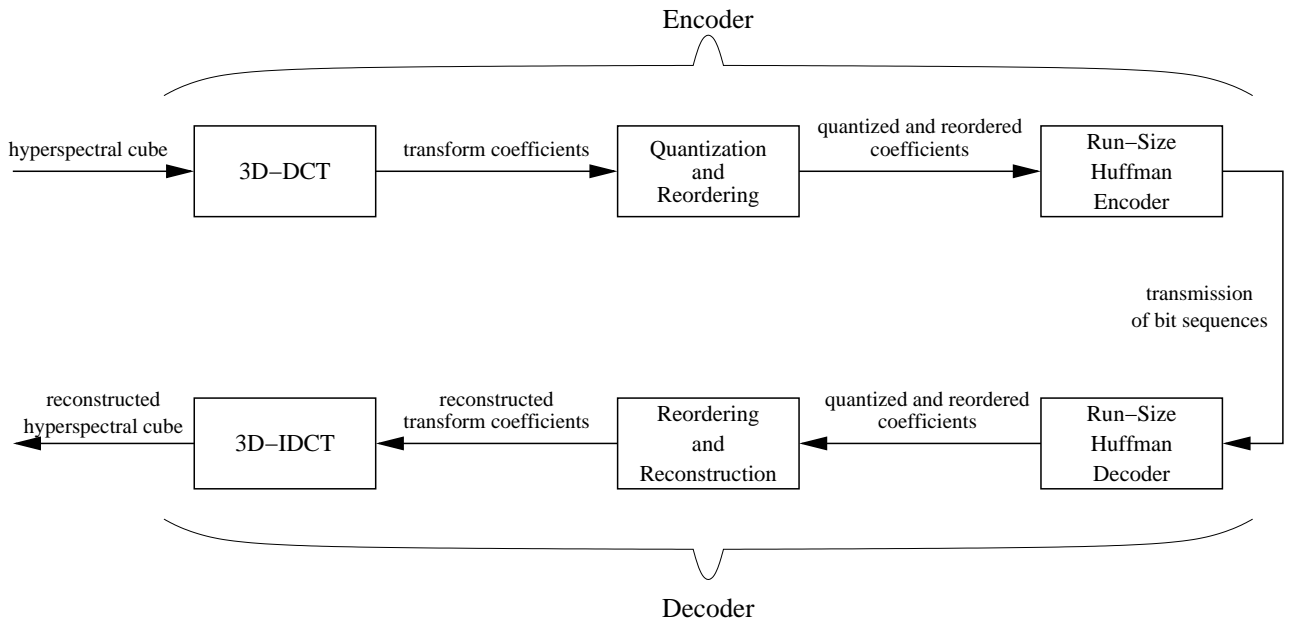 Encoder
hyperspectral cube
3D−DCT
transform coefficients
Quantization
and
Reordering
quantized and reordered
coefficients
Run−Size
Huffman
Encoder
transmission
of bit sequences
reconstructed
hyperspectral cube
3D−IDCT
reconstructed
transform coefficients
Reordering
and
Reconstruction
quantized and reordered
coefficients
Run−Size
Huffman
Decoder
Decoder